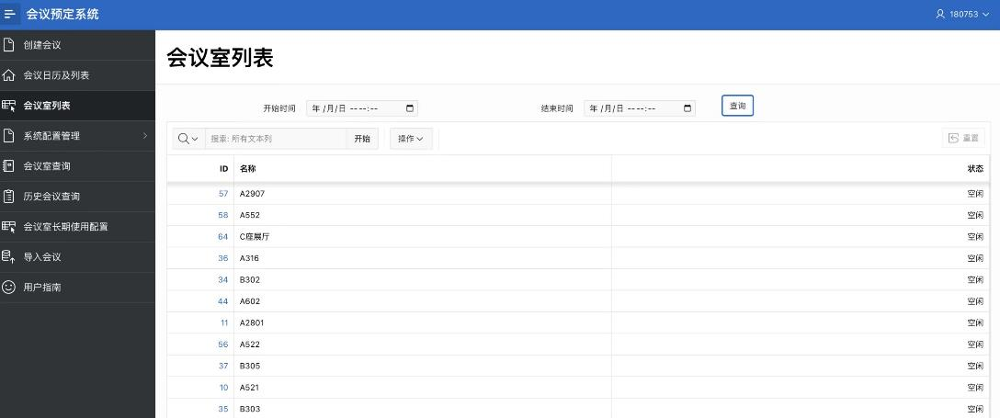 会议预定系统
180753
创建会议
会议日历及列表
会议室列表
系统配置管理
会议室查询
历史会议查询
会议室长期使用配置
导入会议
用户指南
会议室列表
开始时间 年 /月/日 ----:-- 结束时间 年 /月/日 ----:-- 查询
搜索: 所有文本列 开始 操作 重置
ID 名称 状态
57 A2907 空闲
58 A552 空闲
64 C座展厅 空闲
36 A316 空闲
34 B302 空闲
44 A602 空闲
11 A2801 空闲
56 A522 空闲
37 B305 空闲
10 A521 空闲
35 B303 空闲